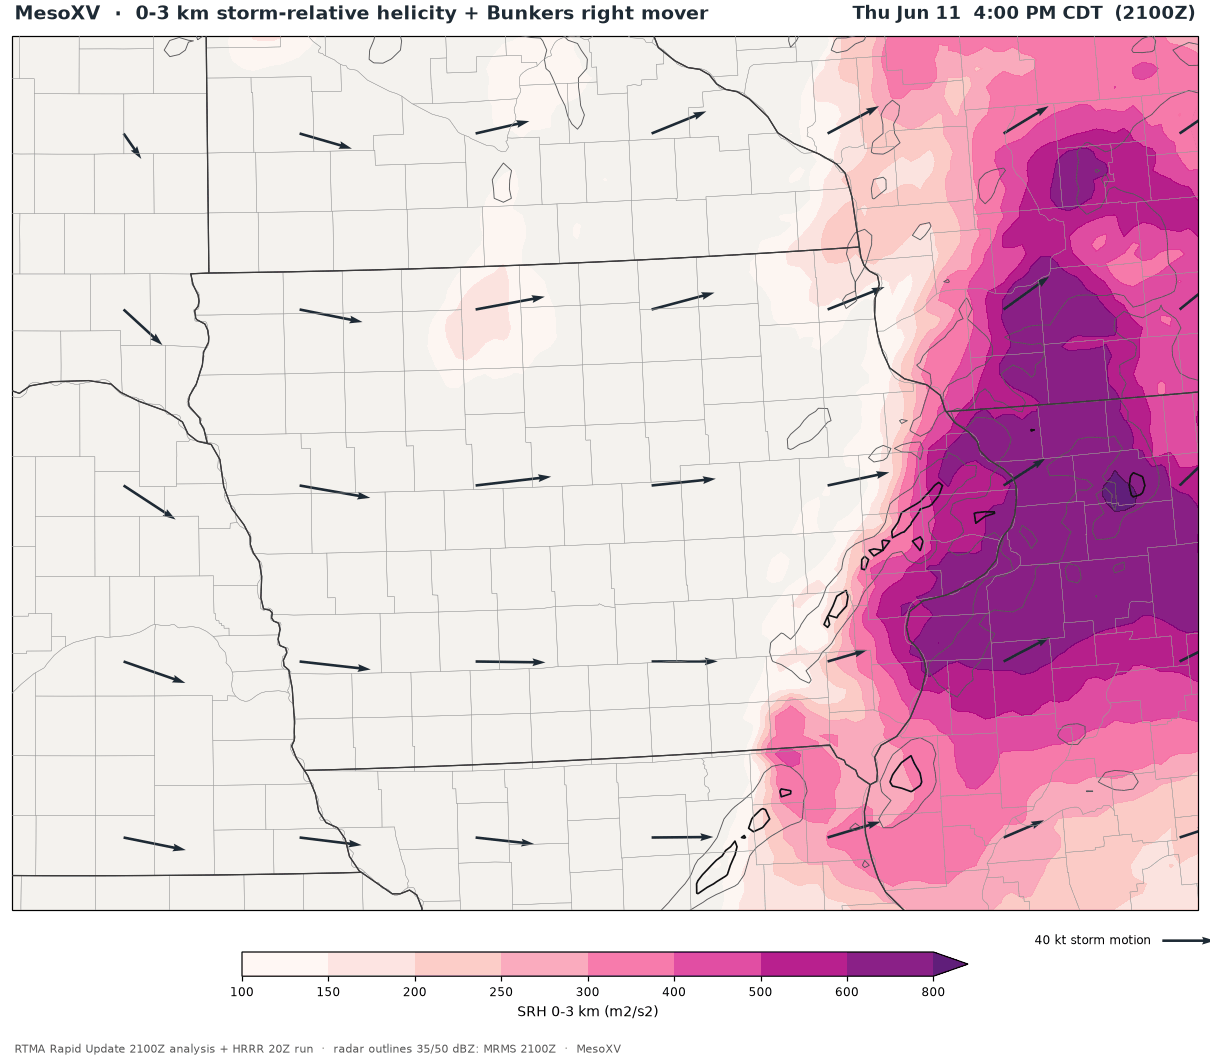 MesoXV · 0-3 km storm-relative helicity + Bunkers right mover
Thu Jun 11 4:00 PM CDT (2100Z)
40 kt storm motion
100 150 200 250 300 400 500 600 800
SRH 0-3 km (m2/s2)
RTMA Rapid Update 2100Z analysis + HRRR 20Z run · radar outlines 35/50 dBZ: MRMS 2100Z · MesoXV